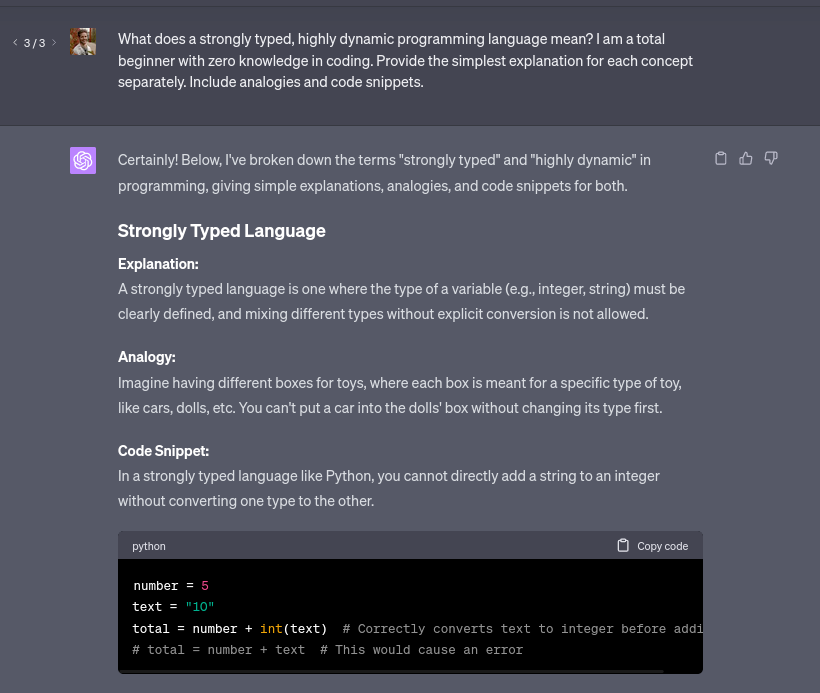 3 / 3
What does a strongly typed, highly dynamic programming language mean? I am a total
beginner with zero knowledge in coding. Provide the simplest explanation for each concept
separately. Include analogies and code snippets.
Certainly! Below, I've broken down the terms "strongly typed" and "highly dynamic" in
programming, giving simple explanations, analogies, and code snippets for both.
Strongly Typed Language
Explanation:
A strongly typed language is one where the type of a variable (e.g., integer, string) must be
clearly defined, and mixing different types without explicit conversion is not allowed.
Analogy:
Imagine having different boxes for toys, where each box is meant for a specific type of toy,
like cars, dolls, etc. You can't put a car into the dolls' box without changing its type first.
Code Snippet:
In a strongly typed language like Python, you cannot directly add a string to an integer
without converting one type to the other.
python
Copy code
number = 5
text = "10"
total = number + int(text)  # Correctly converts text to integer before addi
# total = number + text  # This would cause an error